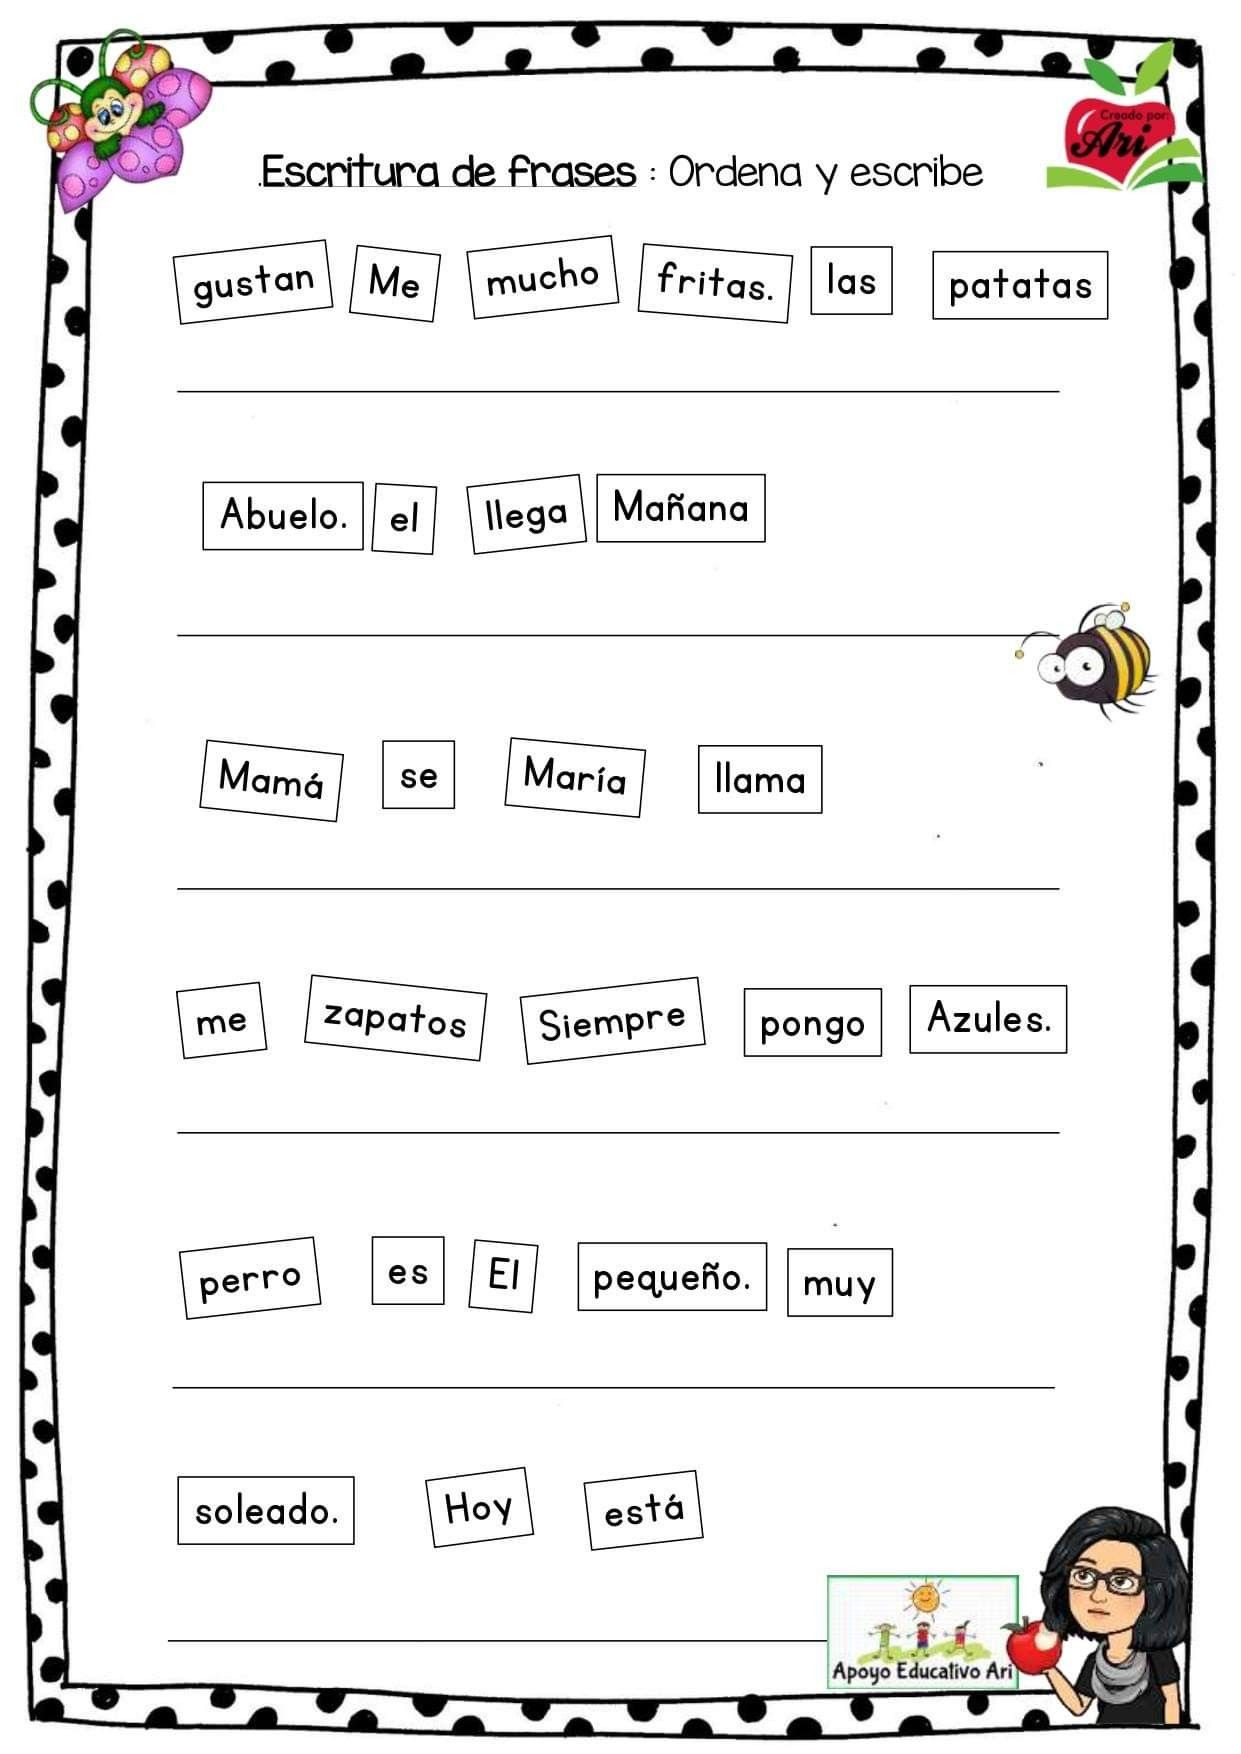 Creado por:
Ari
.Escritura de frases : Ordena y escribe
gustan Me mucho fritas. las patatas
Abuelo. el llega Mañana
Mamá se María llama
me zapatos Siempre pongo Azules.
perro es El pequeño. muy
soleado. Hoy está
Apoyo Educativo Ari